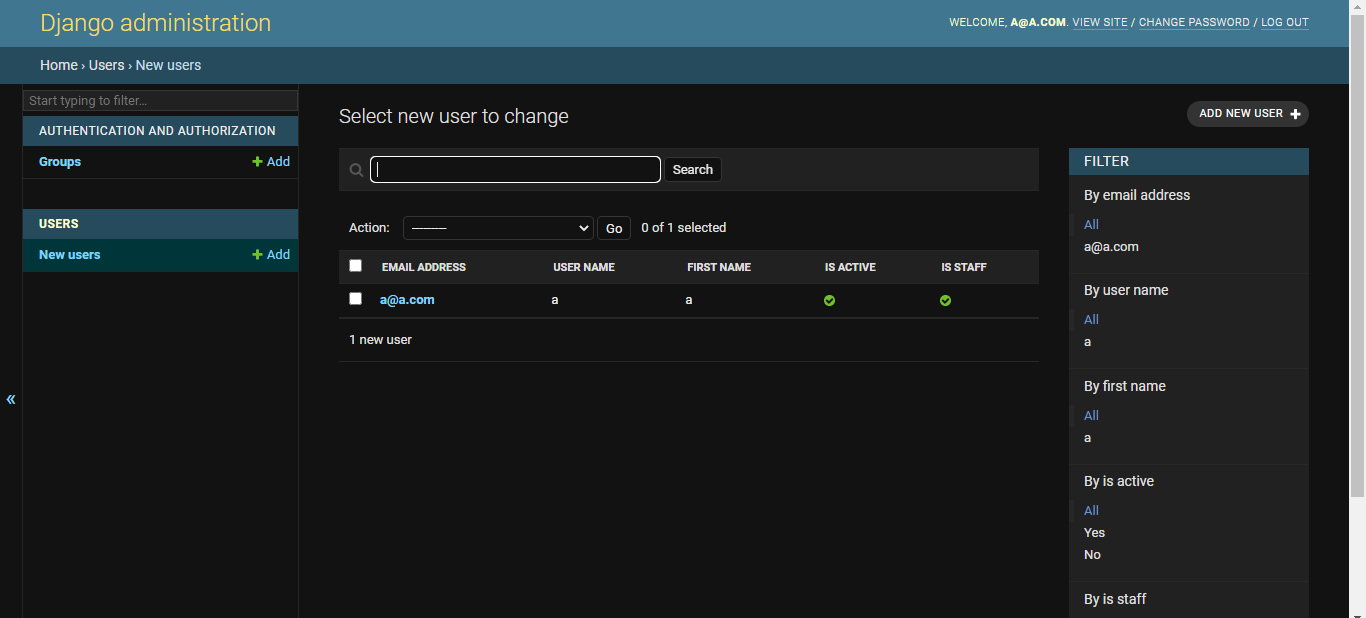 Django administration
WELCOME, A@A.COM. VIEW SITE / CHANGE PASSWORD / LOG OUT
Home › Users › New users
Start typing to filter...
AUTHENTICATION AND AUTHORIZATION
Groups
Add
USERS
New users
Add
«
Select new user to change
ADD NEW USER
Search
Action:
---------
Go
0 of 1 selected
EMAIL ADDRESS USER NAME FIRST NAME IS ACTIVE IS STAFF
a@a.com a a
1 new user
FILTER
By email address
All
a@a.com
By user name
All
a
By first name
All
a
By is active
All
Yes
No
By is staff